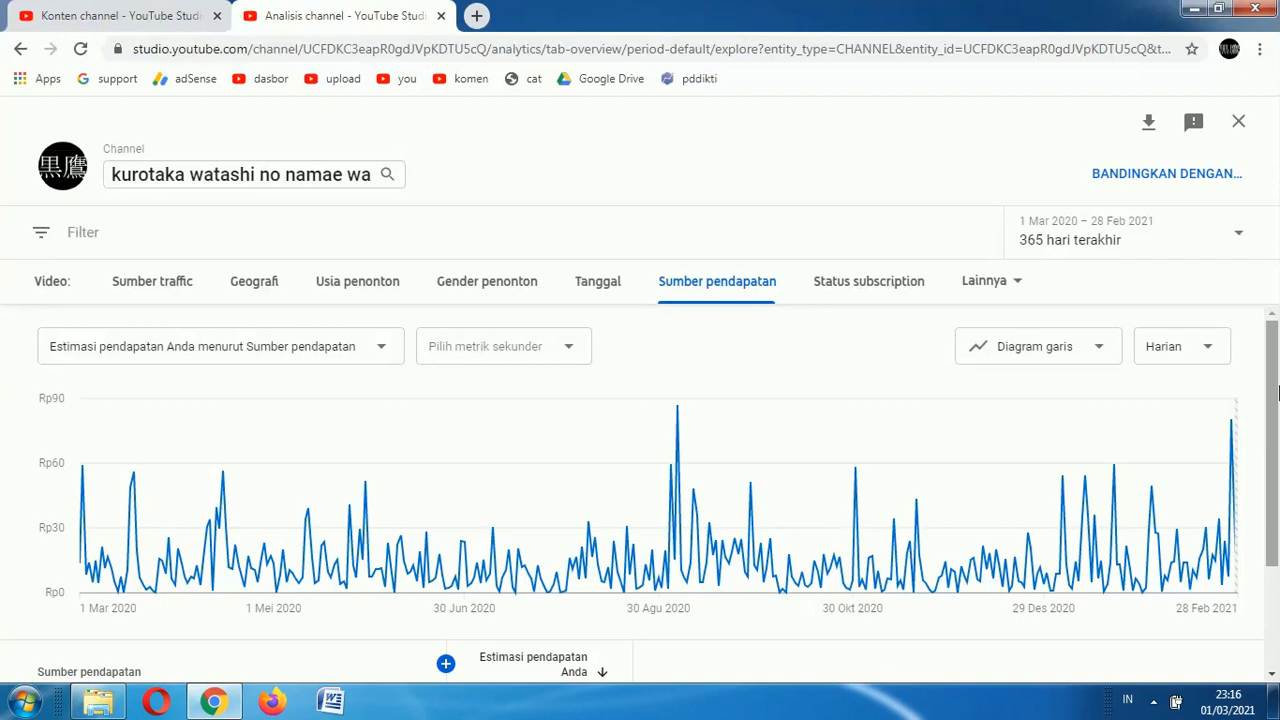 Konten channel - YouTube Stud
Analisis channel - YouTube Stud
studio.youtube.com/channel/UCFDKC3eapR0gdJVpKDTU5cQ/analytics/tab-overview/period-default/explore?entity_type=CHANNEL&entity_id=UCFDKC3eapR0gdJVpKDTU5cQ&t...
Apps
support
adSense
dasbor
upload
you
komen
cat
Google Drive
pddikti
黒鷹
Channel
kurotaka watashi no namae wa
BANDINGKAN DENGAN...
Filter
1 Mar 2020 – 28 Feb 2021
365 hari terakhir
Video:
Sumber traffic
Geografi
Usia penonton
Gender penonton
Tanggal
Sumber pendapatan
Status subscription
Lainnya
Estimasi pendapatan Anda menurut Sumber pendapatan
Pilih metrik sekunder
Diagram garis
Harian
Rp90
Rp60
Rp30
Rp0
1 Mar 2020
1 Mei 2020
30 Jun 2020
30 Agu 2020
30 Okt 2020
29 Des 2020
28 Feb 2021
Sumber pendapatan
Estimasi pendapatan
Anda
IN
23:16
01/03/2021